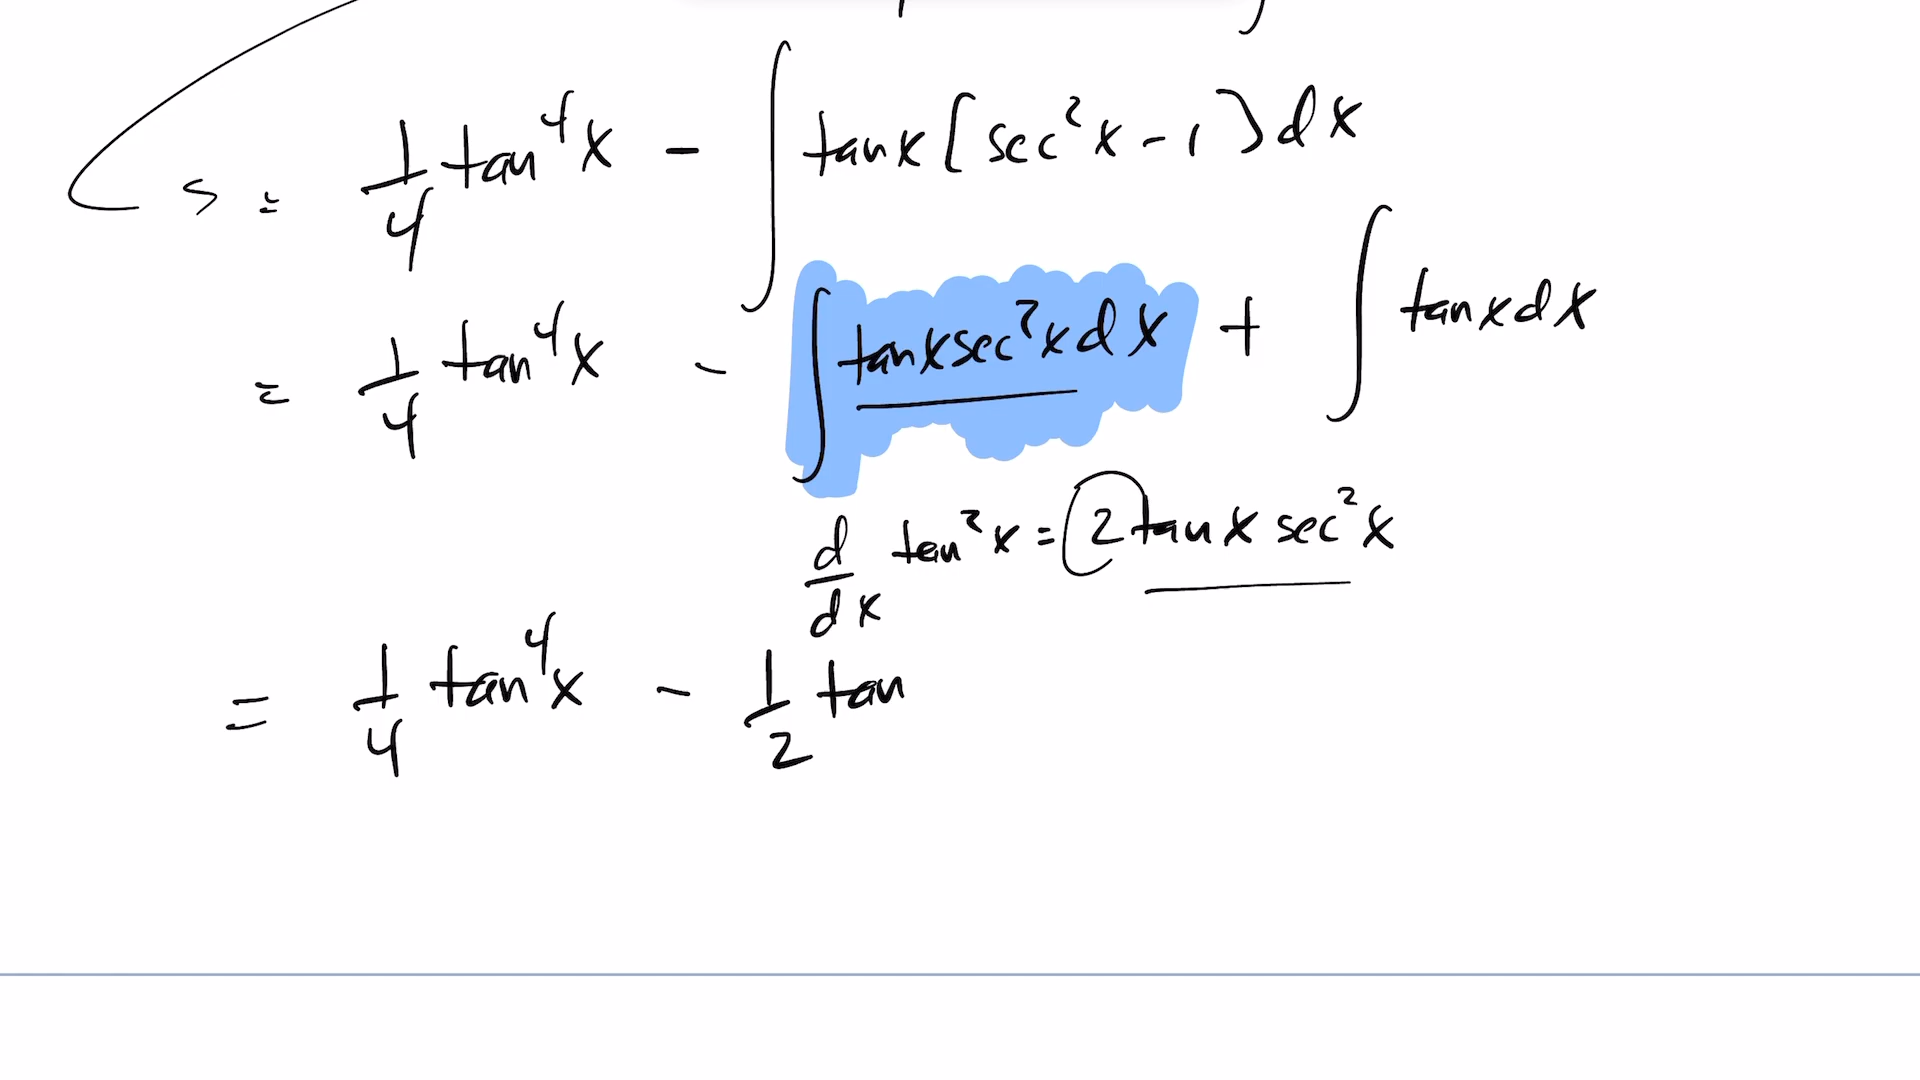 S = 1/4 tan⁴x - ∫ tanx [sec²x - 1] dx
= 1/4 tan⁴x - ∫ tanx sec²x dx + ∫ tanx dx
d/dx tan²x = 2 tanx sec²x
= 1/4 tan⁴x - 1/2 tan